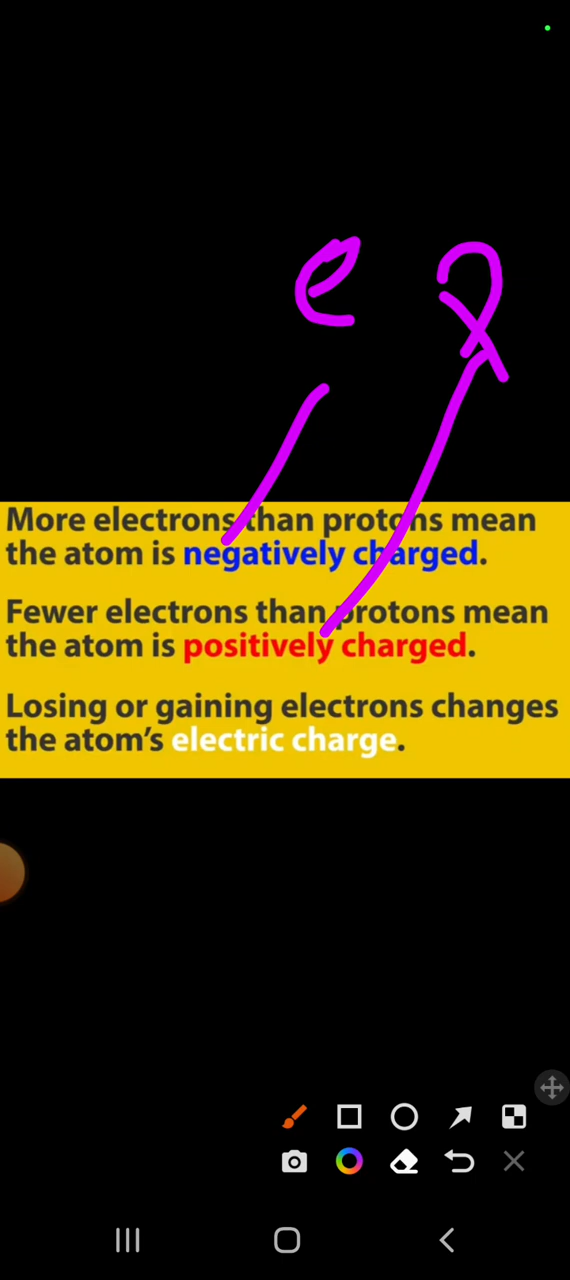 e
More electrons than protons mean
the atom is negatively charged.
Fewer electrons than protons mean
the atom is positively charged.
Losing or gaining electrons changes
the atom's electric charge.